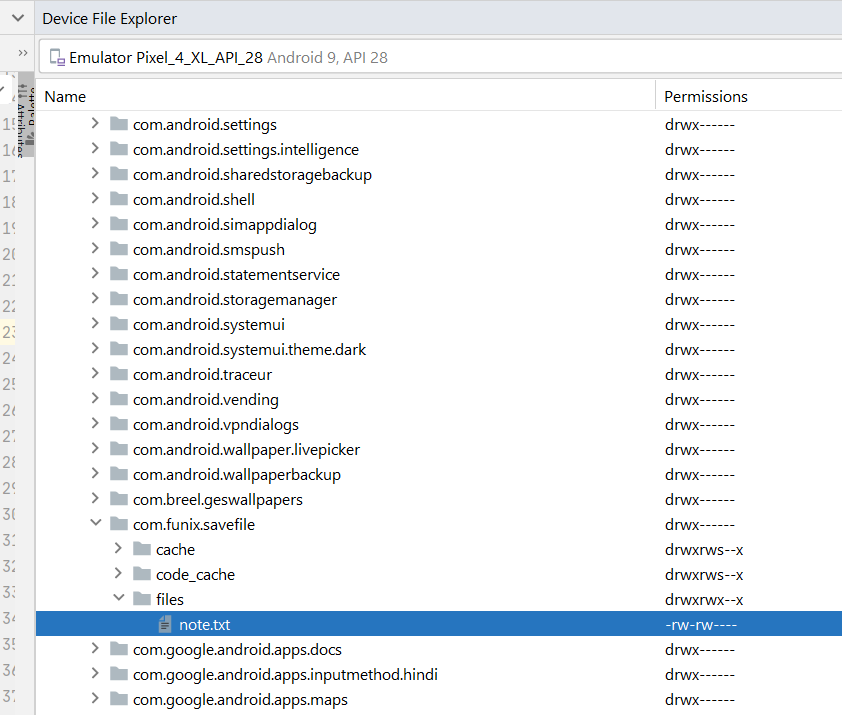 Device File Explorer
Emulator Pixel_4_XL_API_28 Android 9, API 28
Name Permissions
com.android.settings drwx------
com.android.settings.intelligence drwx------
com.android.sharedstoragebackup drwx------
com.android.shell drwx------
com.android.simappdialog drwx------
com.android.smspush drwx------
com.android.statementservice drwx------
com.android.storagemanager drwx------
com.android.systemui drwx------
com.android.systemui.theme.dark drwx------
com.android.traceur drwx------
com.android.vending drwx------
com.android.vpndialogs drwx------
com.android.wallpaper.livepicker drwx------
com.android.wallpaperbackup drwx------
com.breel.geswallpapers drwx------
com.funix.savefile drwx------
cache drwxrws--x
code_cache drwxrws--x
files drwxrwx--x
note.txt -rw-rw----
com.google.android.apps.docs drwx------
com.google.android.apps.inputmethod.hindi drwx------
com.google.android.apps.maps drwx------